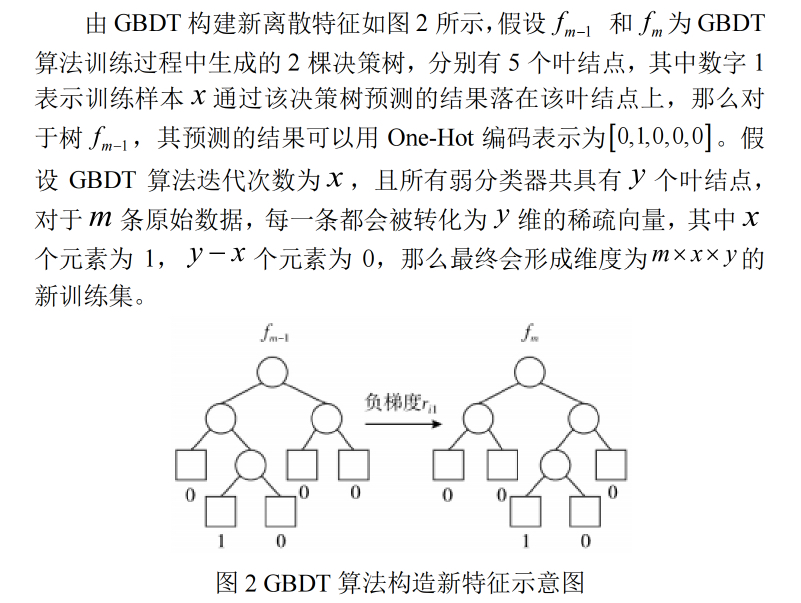 由 GBDT 构建新离散特征如图 2 所示,假设 fₘ₋₁ 和 fₘ 为 GBDT
算法训练过程中生成的 2 棵决策树，分别有 5 个叶结点，其中数字 1
表示训练样本 x 通过该决策树预测的结果落在该叶结点上，那么对
于树 fₘ₋₁，其预测的结果可以用 One-Hot 编码表示为[0,1,0,0,0]。假
设 GBDT 算法迭代次数为 x，且所有弱分类器共具有 y 个叶结点，
对于 m 条原始数据，每一条都会被转化为 y 维的稀疏向量，其中 x
个元素为 1， y−x 个元素为 0，那么最终会形成维度为 m×x×y 的
新训练集。
fₘ₋₁ fₘ
负梯度rᵢ₁
0 0 0 0 0 0
1 0 1 0
图 2 GBDT 算法构造新特征示意图